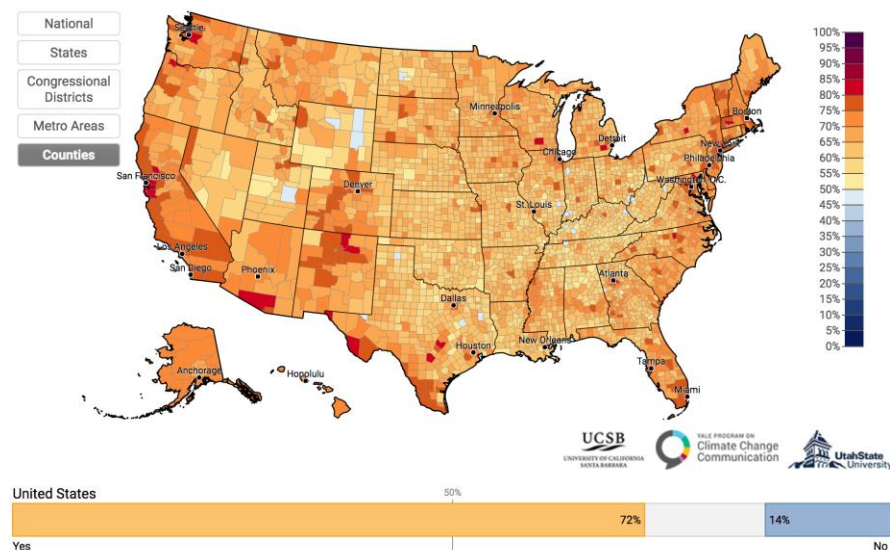 National
States
Congressional
Districts
Metro Areas
Counties
Seattle
San Francisco
Los Angeles
San Diego
Phoenix
Denver
Minneapolis
Chicago
Detroit
St. Louis
Dallas
Houston
New Orleans
Atlanta
Tampa
Miami
Boston
New York
Philadelphia
Washington, D.C.
Anchorage
Honolulu
100%
95%
90%
85%
80%
75%
70%
65%
60%
55%
50%
45%
40%
35%
30%
25%
20%
15%
10%
5%
0%
UCSB
UNIVERSITY OF CALIFORNIA
SANTA BARBARA
YALE PROGRAM ON
Climate Change
Communication
UtahState
University
United States
50%
72%
14%
Yes
No